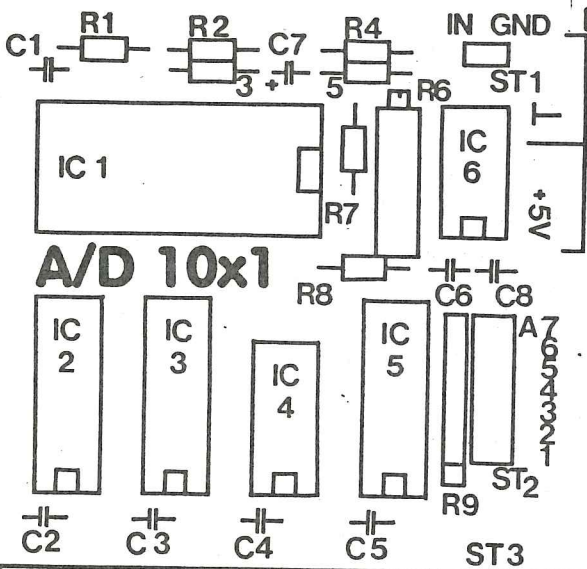 IN GND
C1 R1 R2 C7 R4
3 + 5 ST1
R6
IC 1
IC
6
R7
+5V
A/D 10x1
R8 C6 C8
IC
2
IC
3
IC
4
IC
5
A 7
6
5
4
3
2
1
ST2
R9
C2 C3 C4 C5
ST3